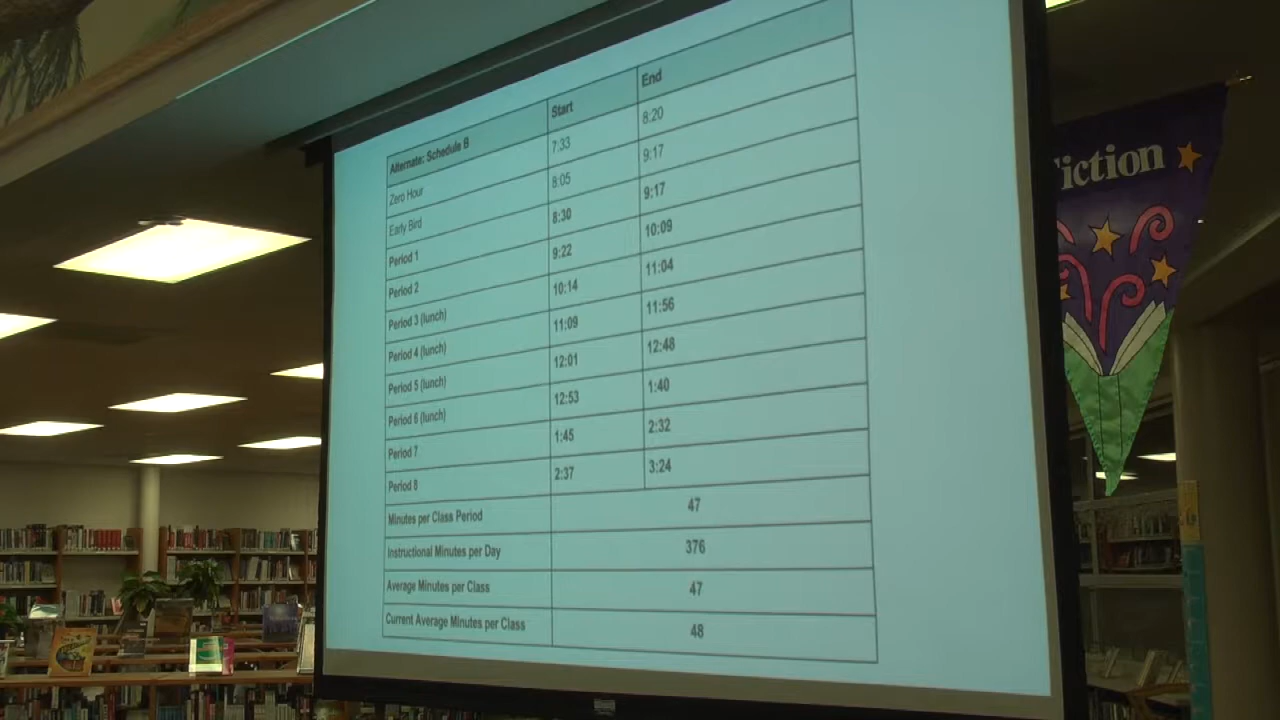 Alternate: Schedule B Start End
Zero Hour 7:33 8:20
Early Bird 8:05 9:17
Period 1 8:30 9:17
Period 2 9:22 10:09
Period 3 (lunch) 10:14 11:04
Period 4 (lunch) 11:09 11:56
Period 5 (lunch) 12:01 12:48
Period 6 (lunch) 12:53 1:40
Period 7 1:45 2:32
Period 8 2:37 3:24
Minutes per Class Period 47
Instructional Minutes per Day 376
Average Minutes per Class 47
Current Average Minutes per Class 48
iction